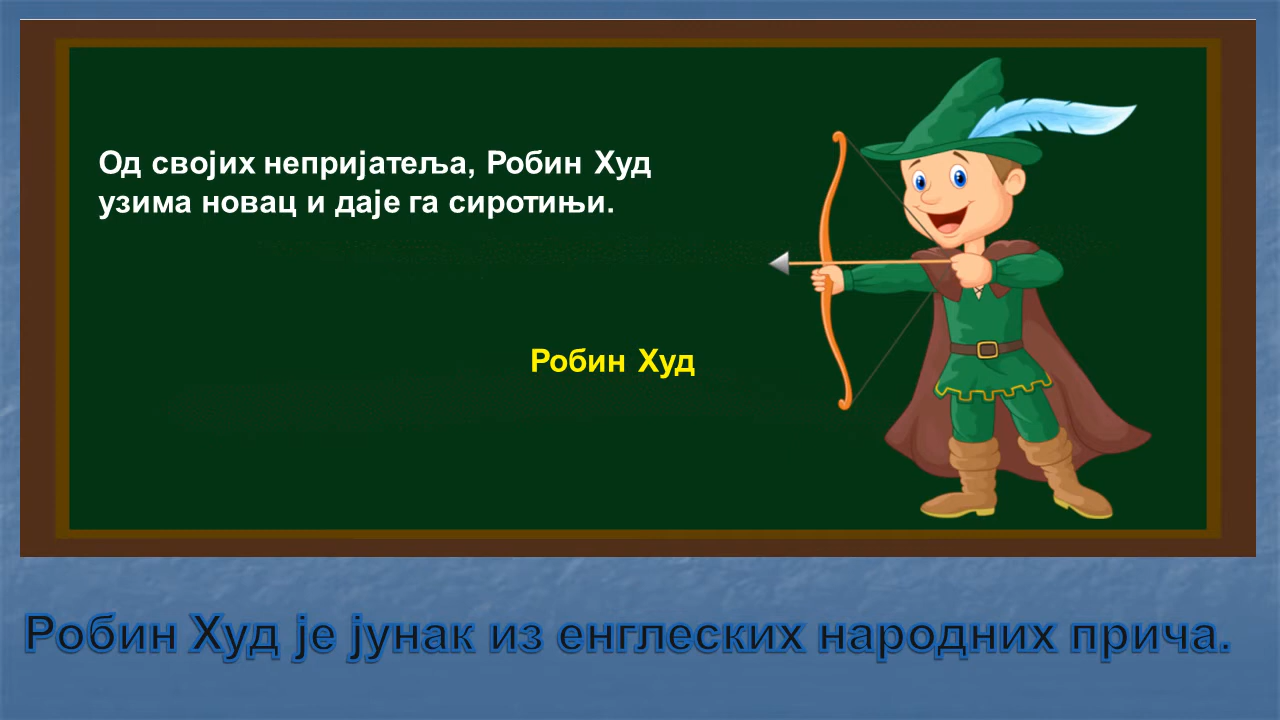 Од својих непријатеља, Робин Худ
узима новац и даје га сиротињи.
Робин Худ
Робин Худ је јунак из енглеских народних прича.